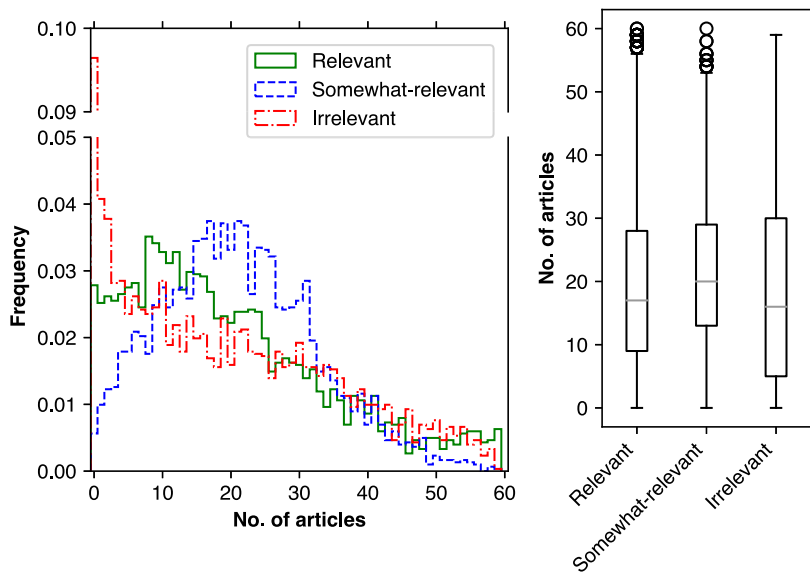 0.10
0.09
0.05
0.04
0.03
0.02
0.01
0.00
Frequency
0
10
20
30
40
50
60
No. of articles
Relevant
Somewhat-relevant
Irrelevant
60
50
40
30
20
10
0
No. of articles
Relevant
Somewhat-relevant
Irrelevant